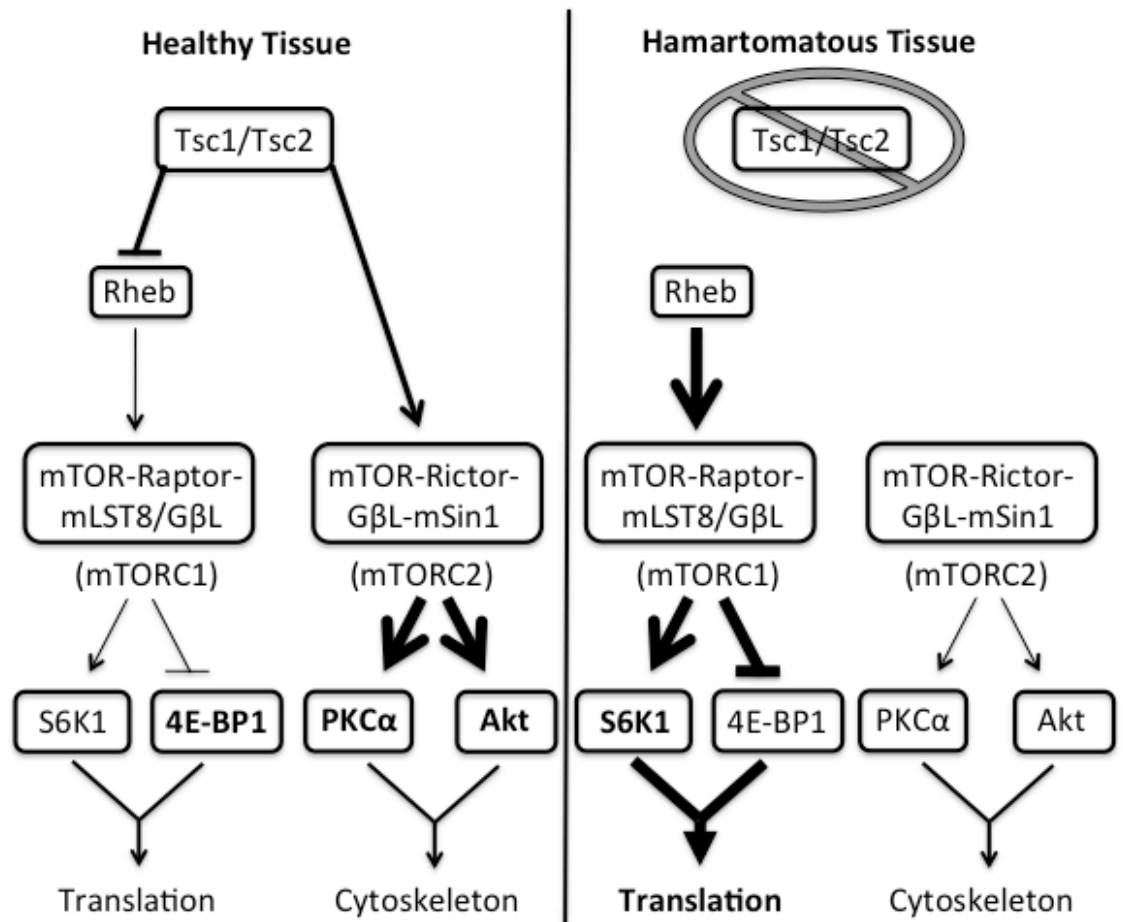 Healthy Tissue
Tsc1/Tsc2
Rheb
mTOR-Raptor-
mLST8/GβL
(mTORC1)
mTOR-Rictor-
GβL-mSin1
(mTORC2)
S6K1
4E-BP1
PKCα
Akt
Translation
Cytoskeleton
Hamartomatous Tissue
Tsc1/Tsc2
Rheb
mTOR-Raptor-
mLST8/GβL
(mTORC1)
mTOR-Rictor-
GβL-mSin1
(mTORC2)
S6K1
4E-BP1
PKCα
Akt
Translation
Cytoskeleton